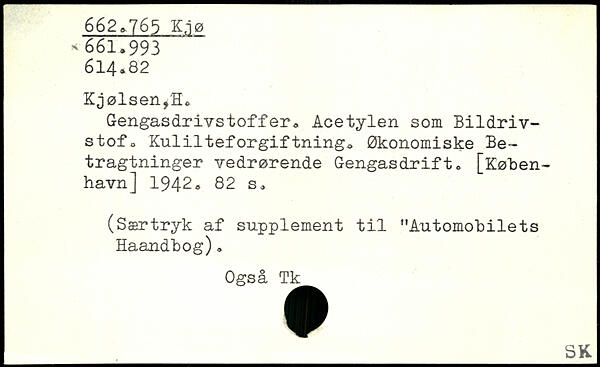 662.765 Kjø
×661.993
614.82
Kjølsen,H.
Gengasdrivstoffer. Acetylen som Bildriv-
stof. Kulilteforgiftning. Økonomiske Be-
tragtninger vedrørende Gengasdrift. [Køben-
havn] 1942. 82 s.
(Særtryk af supplement til "Automobilets
Haandbog).
Også Tk
SK